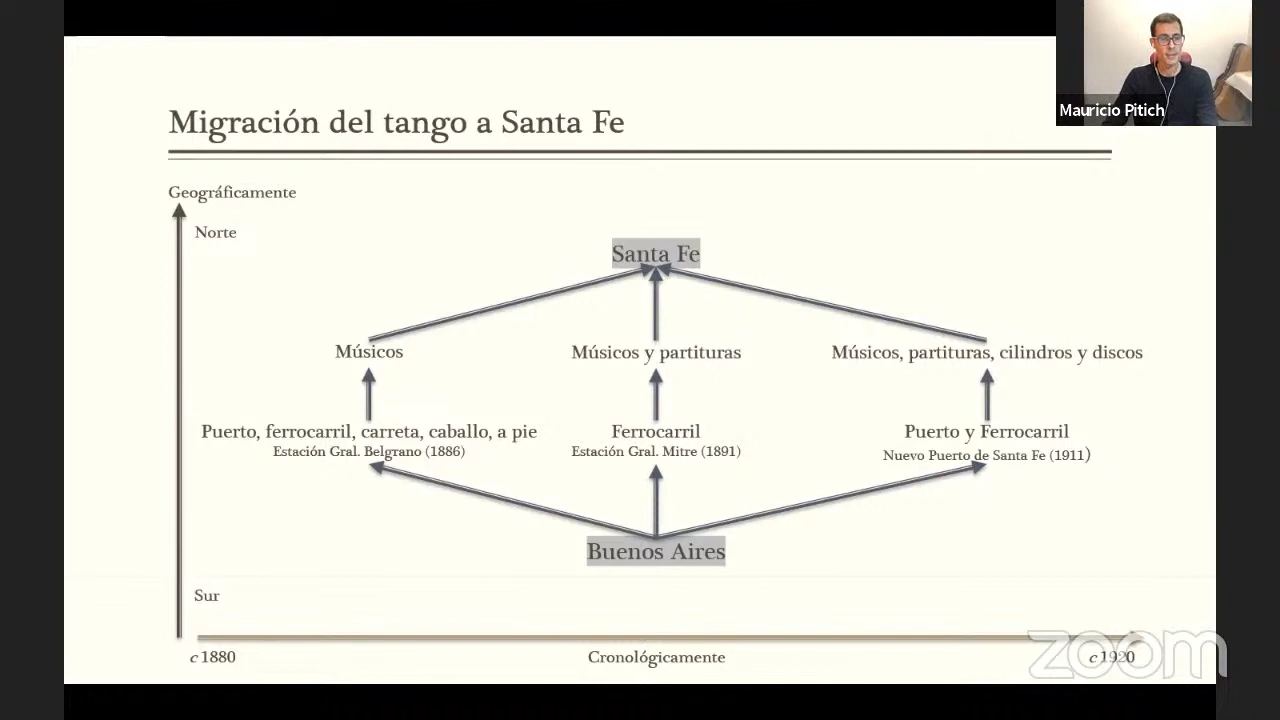 Mauricio Pitich
Migración del tango a Santa Fe
Geográficamente
Norte
Santa Fe
Músicos
Músicos y partituras
Músicos, partituras, cilindros y discos
Puerto, ferrocarril, carreta, caballo, a pie
Estación Gral. Belgrano (1886)
Ferrocarril
Estación Gral. Mitre (1891)
Puerto y Ferrocarril
Nuevo Puerto de Santa Fe (1911)
Buenos Aires
Sur
c 1880
Cronológicamente
c 1920
zoom